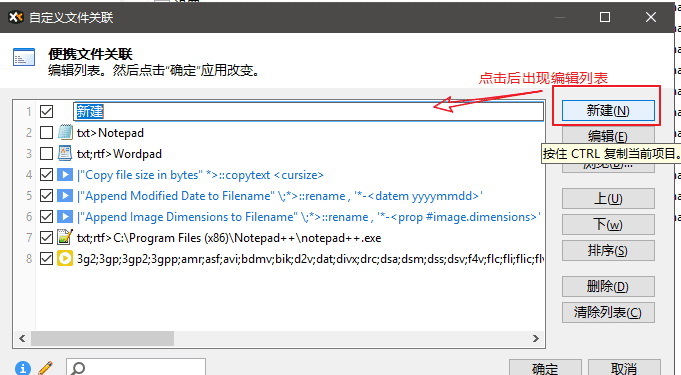 自定义文件关联
便携文件关联
编辑列表。然后点击“确定”应用改变。
点击后出现编辑列表
1 新建
2 txt>Notepad
3 txt;rtf>Wordpad
4 |"Copy file size in bytes" *>::copytext <cursize>
5 |"Append Modified Date to Filename" \;*>::rename , '*-<datem yyyymmdd>'
6 |"Append Image Dimensions to Filename" \;*>::rename , '*-<prop #image.dimensions>'
7 txt;rtf>C:\Program Files (x86)\Notepad++\notepad++.exe
8 3g2;3gp;3gp2;3gpp;amr;asf;avi;bdmv;bik;d2v;dat;divx;drc;dsa;dsm;dss;dsv;f4v;flc;fli;flic;flv
新建(N)
编辑(E)
按住 CTRL 复制当前项目。
上(U)
下(w)
排序(S)
删除(D)
清除列表(C)
确定
取消